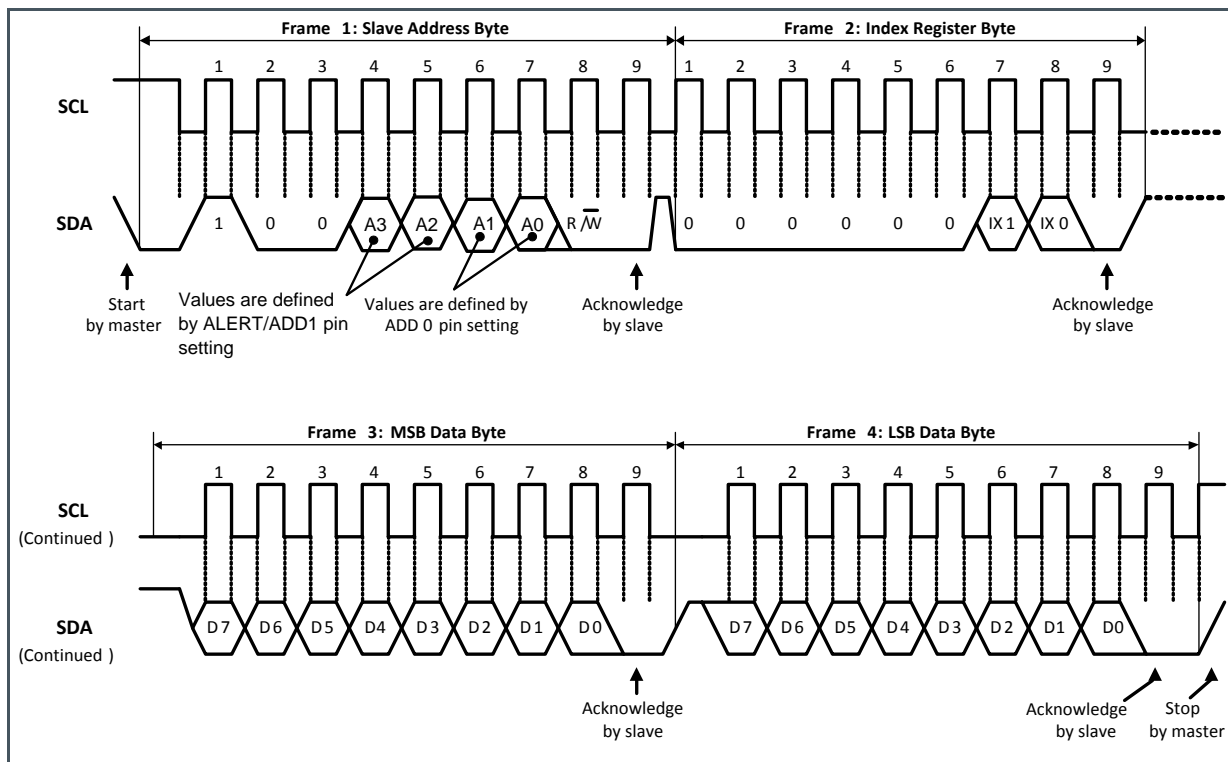 Frame 1: Slave Address Byte
Frame 2: Index Register Byte
1 2 3 4 5 6 7 8 9 1 2 3 4 5 6 7 8 9
SCL
SDA
1 0 0 A3 A2 A1 A0 R/W̅ 0 0 0 0 0 0 IX1 IX0
Start
by master
Values are defined
by ALERT/ADD1 pin
setting
Values are defined by
ADD 0 pin setting
Acknowledge
by slave
Acknowledge
by slave
Frame 3: MSB Data Byte
Frame 4: LSB Data Byte
1 2 3 4 5 6 7 8 9 1 2 3 4 5 6 7 8 9
SCL
(Continued )
SDA
(Continued )
D7 D6 D5 D4 D3 D2 D1 D0 D7 D6 D5 D4 D3 D2 D1 D0
Acknowledge
by slave
Acknowledge
by slave
Stop
by master